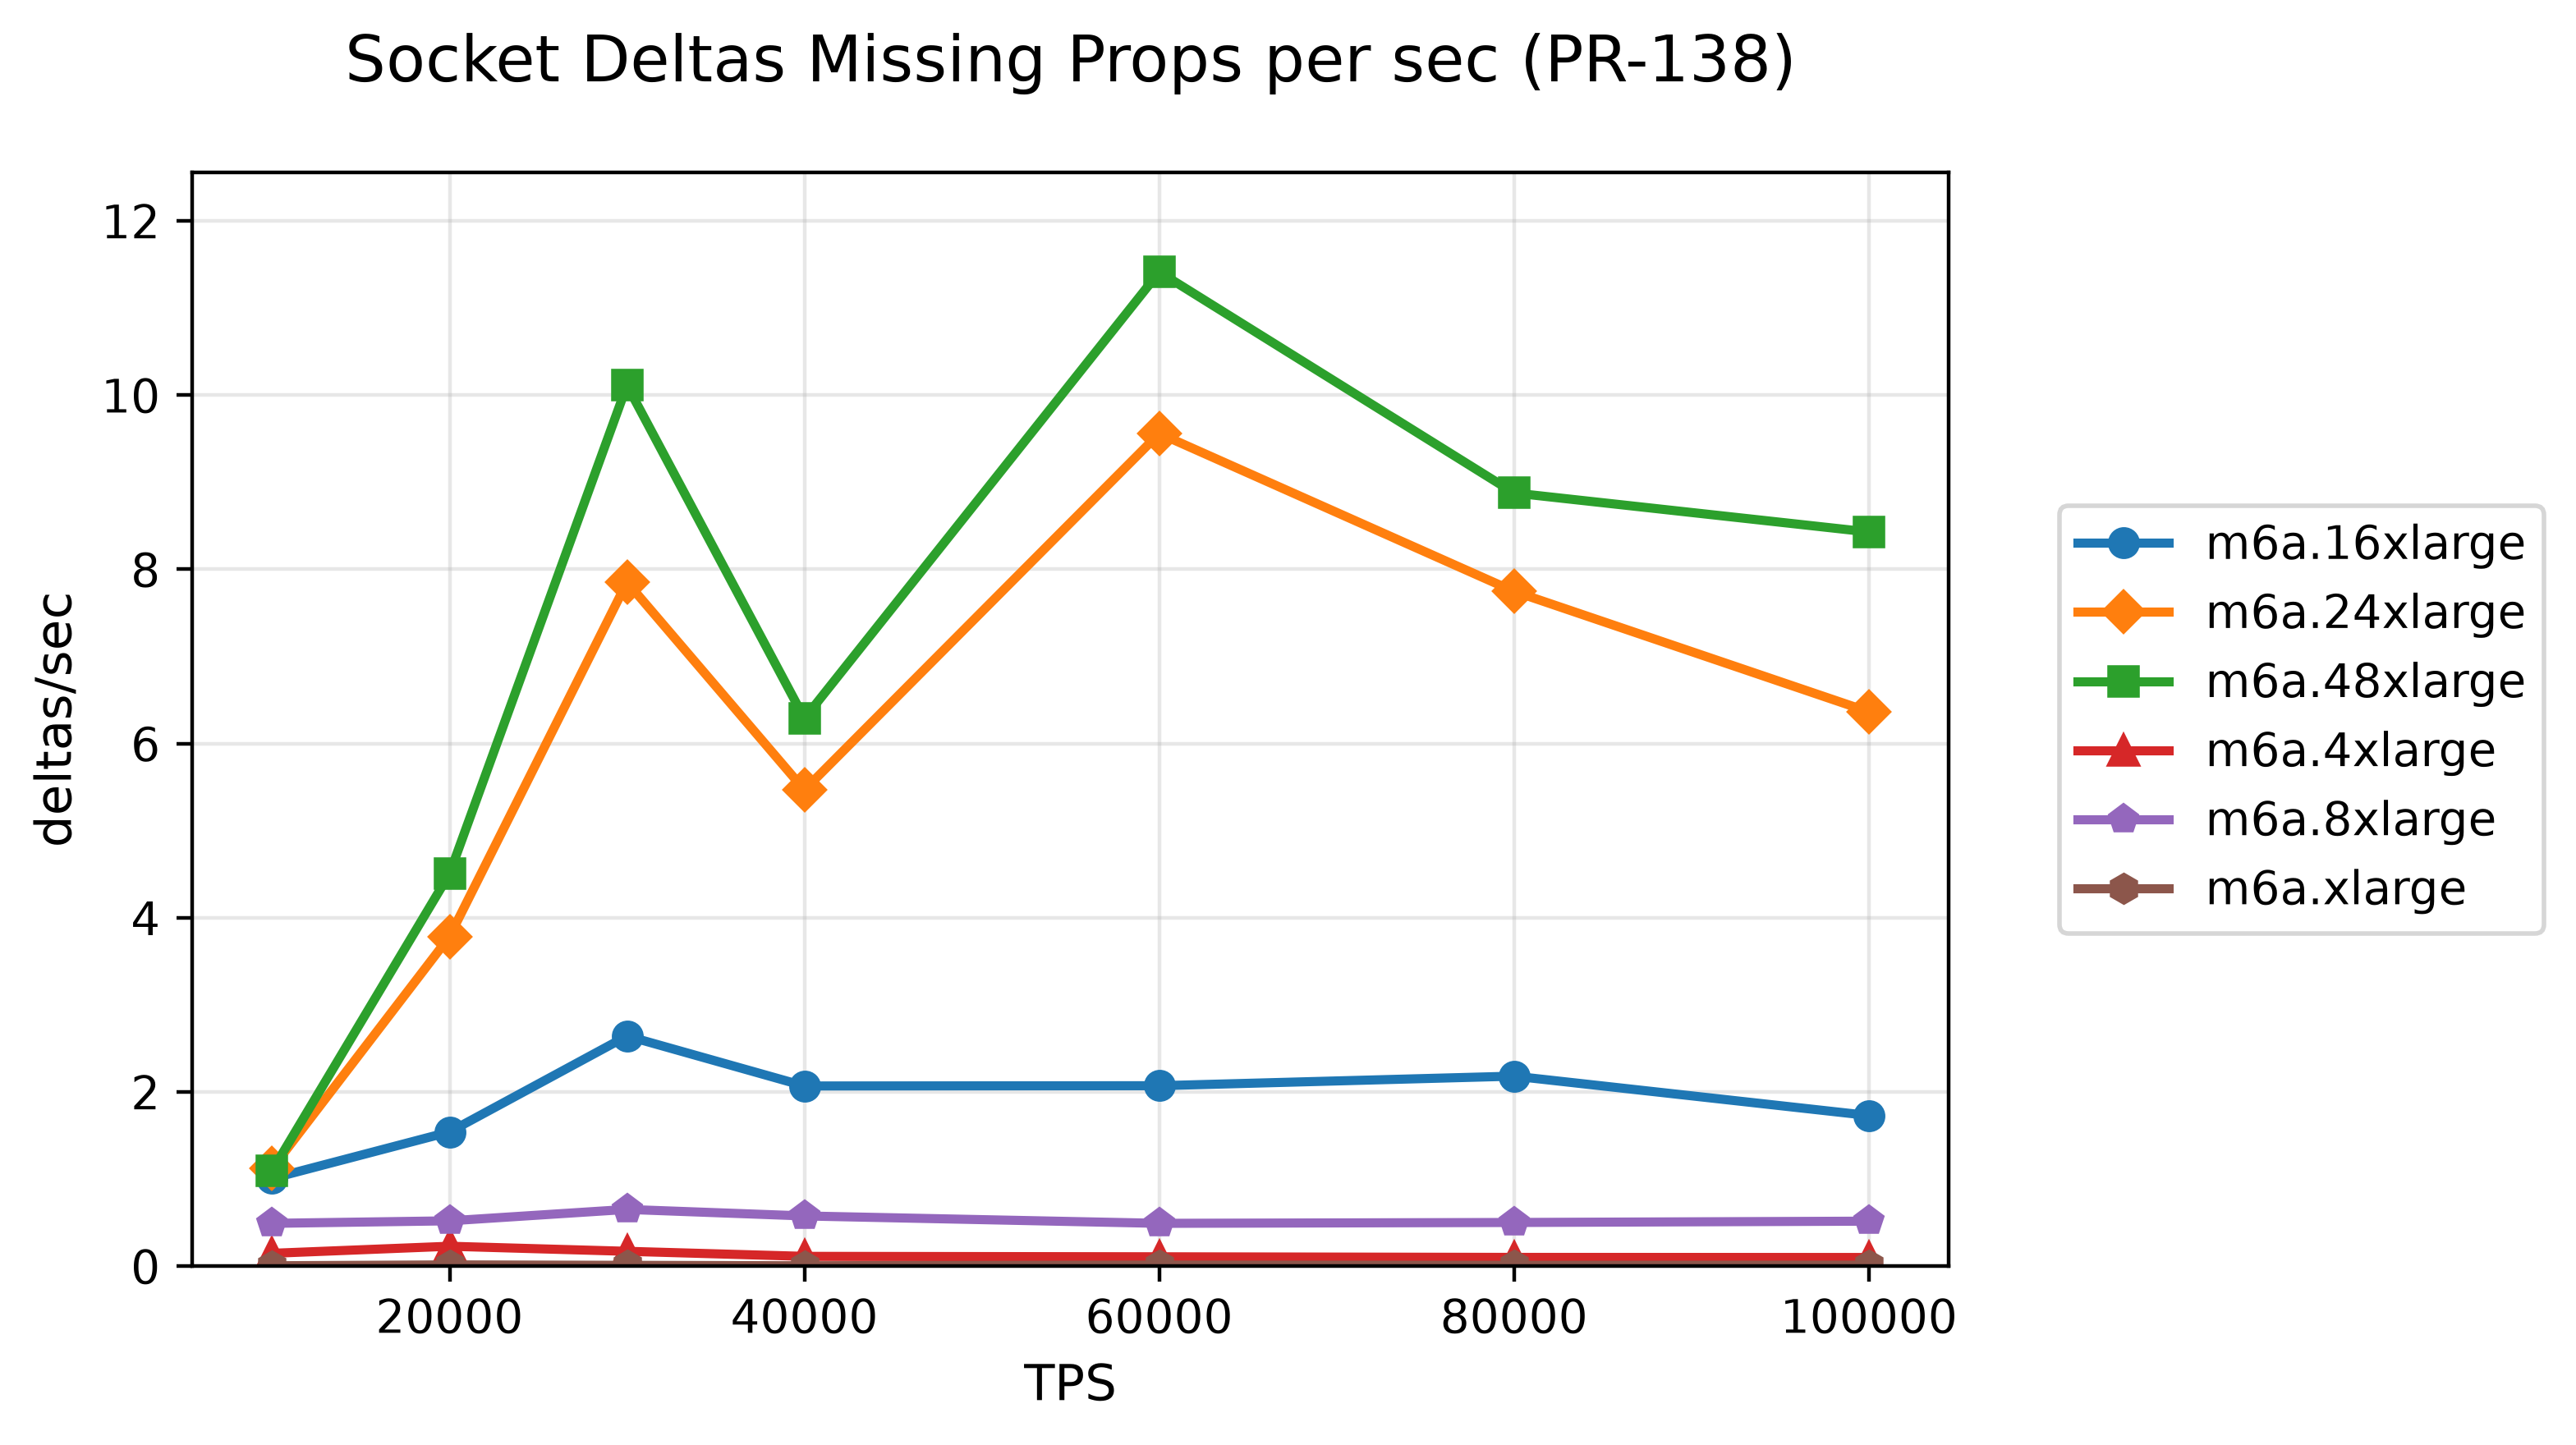 Socket Deltas Missing Props per sec (PR-138)
12
10
8
6
4
2
0
deltas/sec
20000 40000 60000 80000 100000
TPS
m6a.16xlarge
m6a.24xlarge
m6a.48xlarge
m6a.4xlarge
m6a.8xlarge
m6a.xlarge